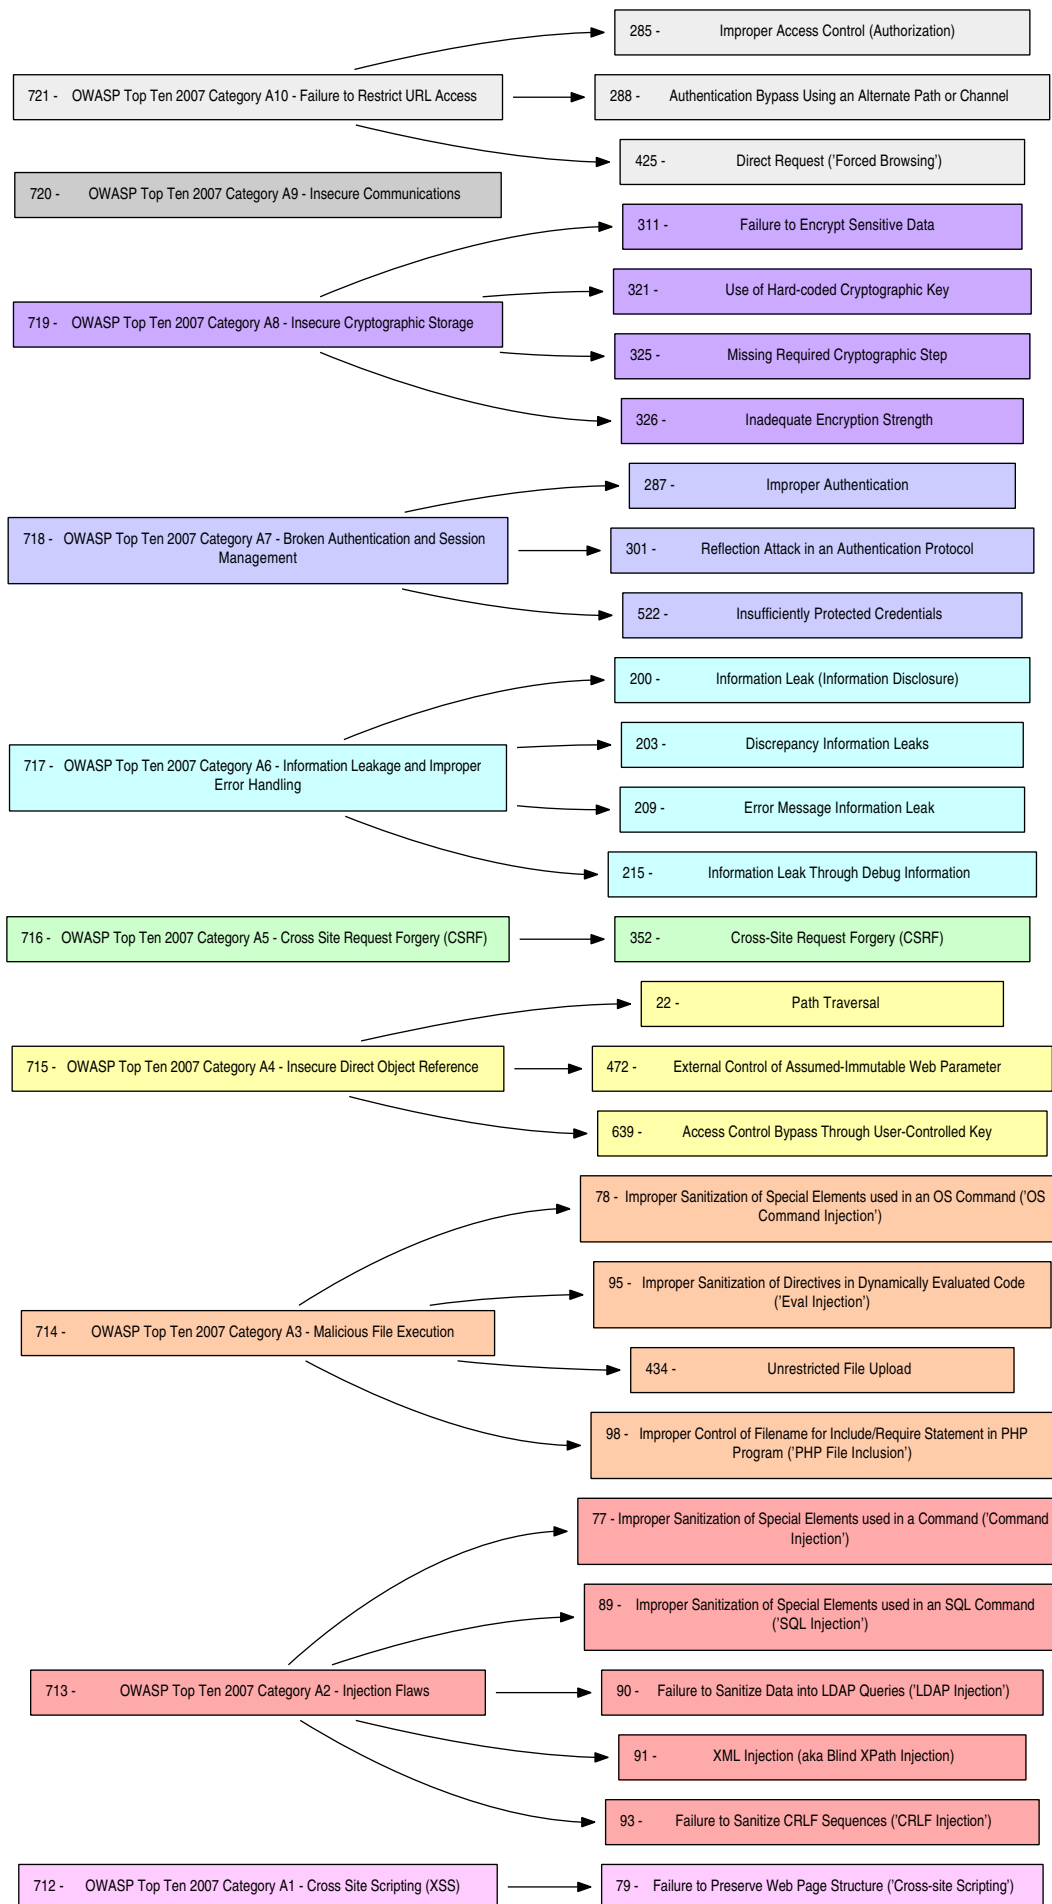 285 - Improper Access Control (Authorization)
721 - OWASP Top Ten 2007 Category A10 - Failure to Restrict URL Access
288 - Authentication Bypass Using an Alternate Path or Channel
425 - Direct Request ('Forced Browsing')
720 - OWASP Top Ten 2007 Category A9 - Insecure Communications
311 - Failure to Encrypt Sensitive Data
321 - Use of Hard-coded Cryptographic Key
719 - OWASP Top Ten 2007 Category A8 - Insecure Cryptographic Storage
325 - Missing Required Cryptographic Step
326 - Inadequate Encryption Strength
287 - Improper Authentication
718 - OWASP Top Ten 2007 Category A7 - Broken Authentication and Session
Management
301 - Reflection Attack in an Authentication Protocol
522 - Insufficiently Protected Credentials
200 - Information Leak (Information Disclosure)
203 - Discrepancy Information Leaks
717 - OWASP Top Ten 2007 Category A6 - Information Leakage and Improper
Error Handling
209 - Error Message Information Leak
215 - Information Leak Through Debug Information
716 - OWASP Top Ten 2007 Category A5 - Cross Site Request Forgery (CSRF)
352 - Cross-Site Request Forgery (CSRF)
22 - Path Traversal
715 - OWASP Top Ten 2007 Category A4 - Insecure Direct Object Reference
472 - External Control of Assumed-Immutable Web Parameter
639 - Access Control Bypass Through User-Controlled Key
78 - Improper Sanitization of Special Elements used in an OS Command ('OS
Command Injection')
95 - Improper Sanitization of Directives in Dynamically Evaluated Code
('Eval Injection')
714 - OWASP Top Ten 2007 Category A3 - Malicious File Execution
434 - Unrestricted File Upload
98 - Improper Control of Filename for Include/Require Statement in PHP
Program ('PHP File Inclusion')
77 - Improper Sanitization of Special Elements used in a Command ('Command
Injection')
89 - Improper Sanitization of Special Elements used in an SQL Command
('SQL Injection')
713 - OWASP Top Ten 2007 Category A2 - Injection Flaws
90 - Failure to Sanitize Data into LDAP Queries ('LDAP Injection')
91 - XML Injection (aka Blind XPath Injection)
93 - Failure to Sanitize CRLF Sequences ('CRLF Injection')
712 - OWASP Top Ten 2007 Category A1 - Cross Site Scripting (XSS)
79 - Failure to Preserve Web Page Structure ('Cross-site Scripting')